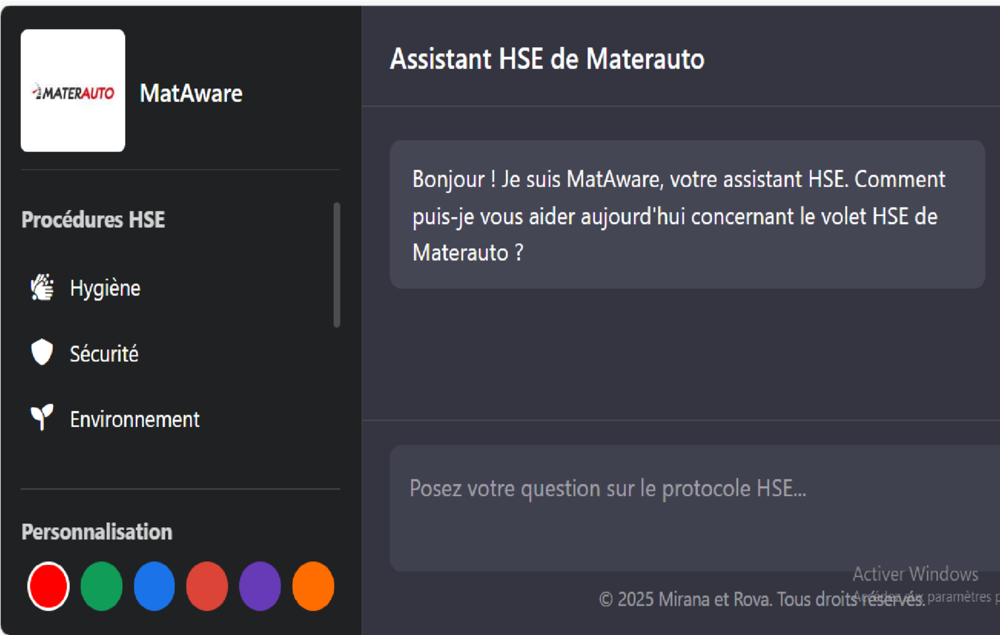 MATERAUTO
MatAware
Procédures HSE
Hygiène
Sécurité
Environnement
Personnalisation
Assistant HSE de Materauto
Bonjour ! Je suis MatAware, votre assistant HSE. Comment
puis-je vous aider aujourd'hui concernant le volet HSE de
Materauto ?
Posez votre question sur le protocole HSE...
Activer Windows
© 2025 Mirana et Rova. Tous droits réservés.
Accédez aux paramètres